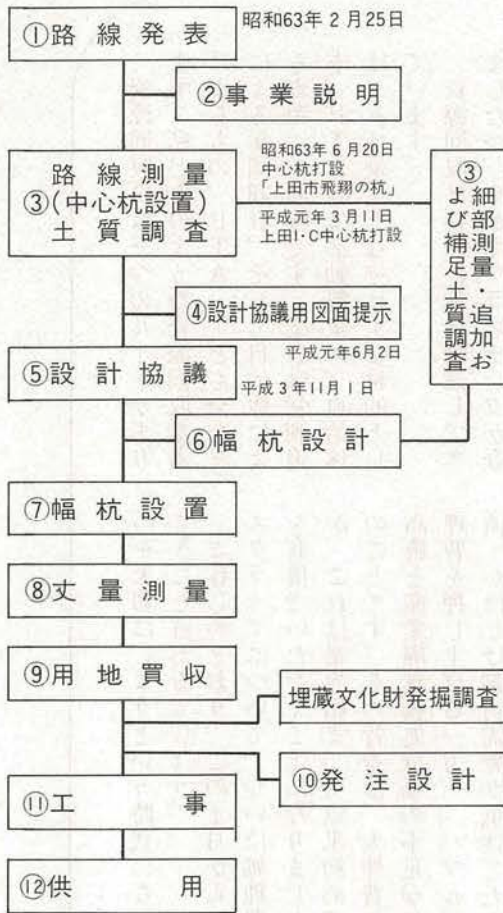 ①路線発表
昭和63年2月25日
②事業説明
路線測量
③(中心杭設置)
土質調査
昭和63年6月20日
中心杭打設
「上田市飛翔の杭」
平成元年3月11日
上田I・C中心杭打設
③細部測量・追加お
よび補足土質調査
④設計協議用図面提示
平成元年6月2日
⑤設計協議
平成3年11月1日
⑥幅杭設計
⑦幅杭設置
⑧丈量測量
⑨用地買収
埋蔵文化財発掘調査
⑩発注設計
⑪工事
⑫供用